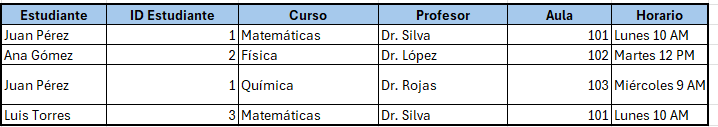 Estudiante ID Estudiante Curso Profesor Aula Horario
Juan Pérez 1 Matemáticas Dr. Silva 101 Lunes 10 AM
Ana Gómez 2 Física Dr. López 102 Martes 12 PM
Juan Pérez 1 Química Dr. Rojas 103 Miércoles 9 AM
Luis Torres 3 Matemáticas Dr. Silva 101 Lunes 10 AM